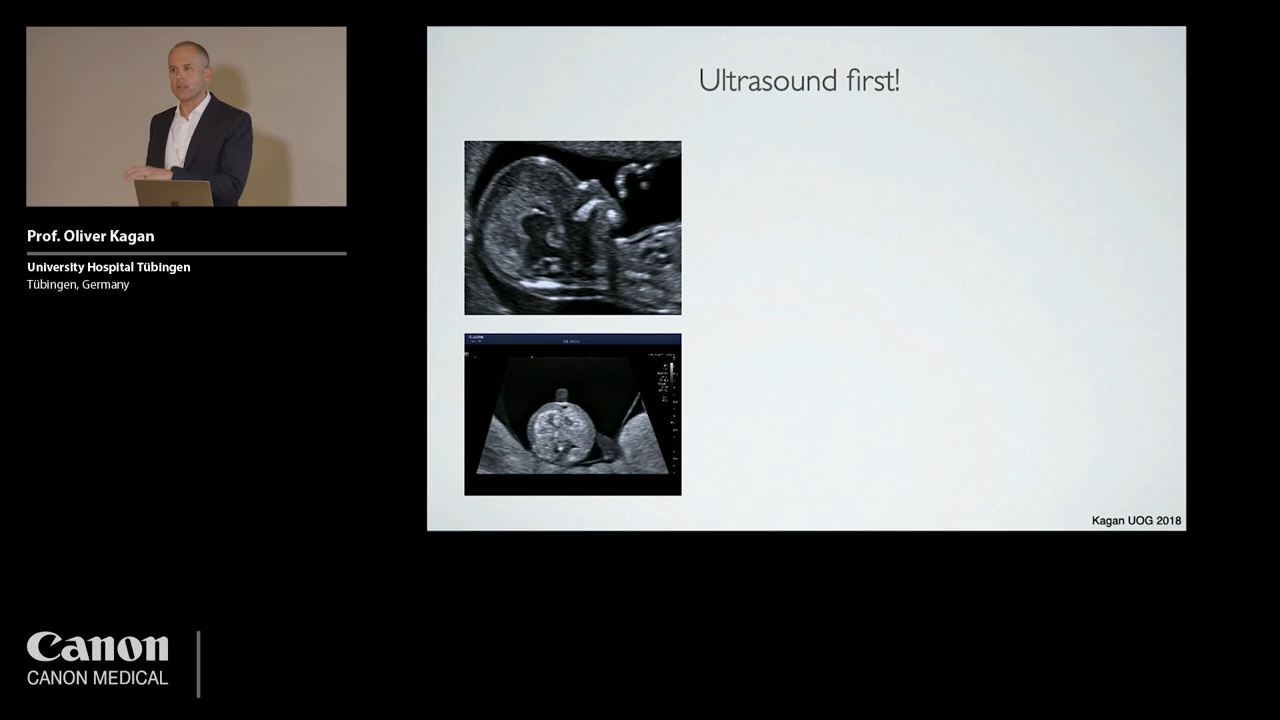 Ultrasound first!
Prof. Oliver Kagan
University Hospital Tübingen
Tübingen, Germany
Kagan UOG 2018
Canon
CANON MEDICAL